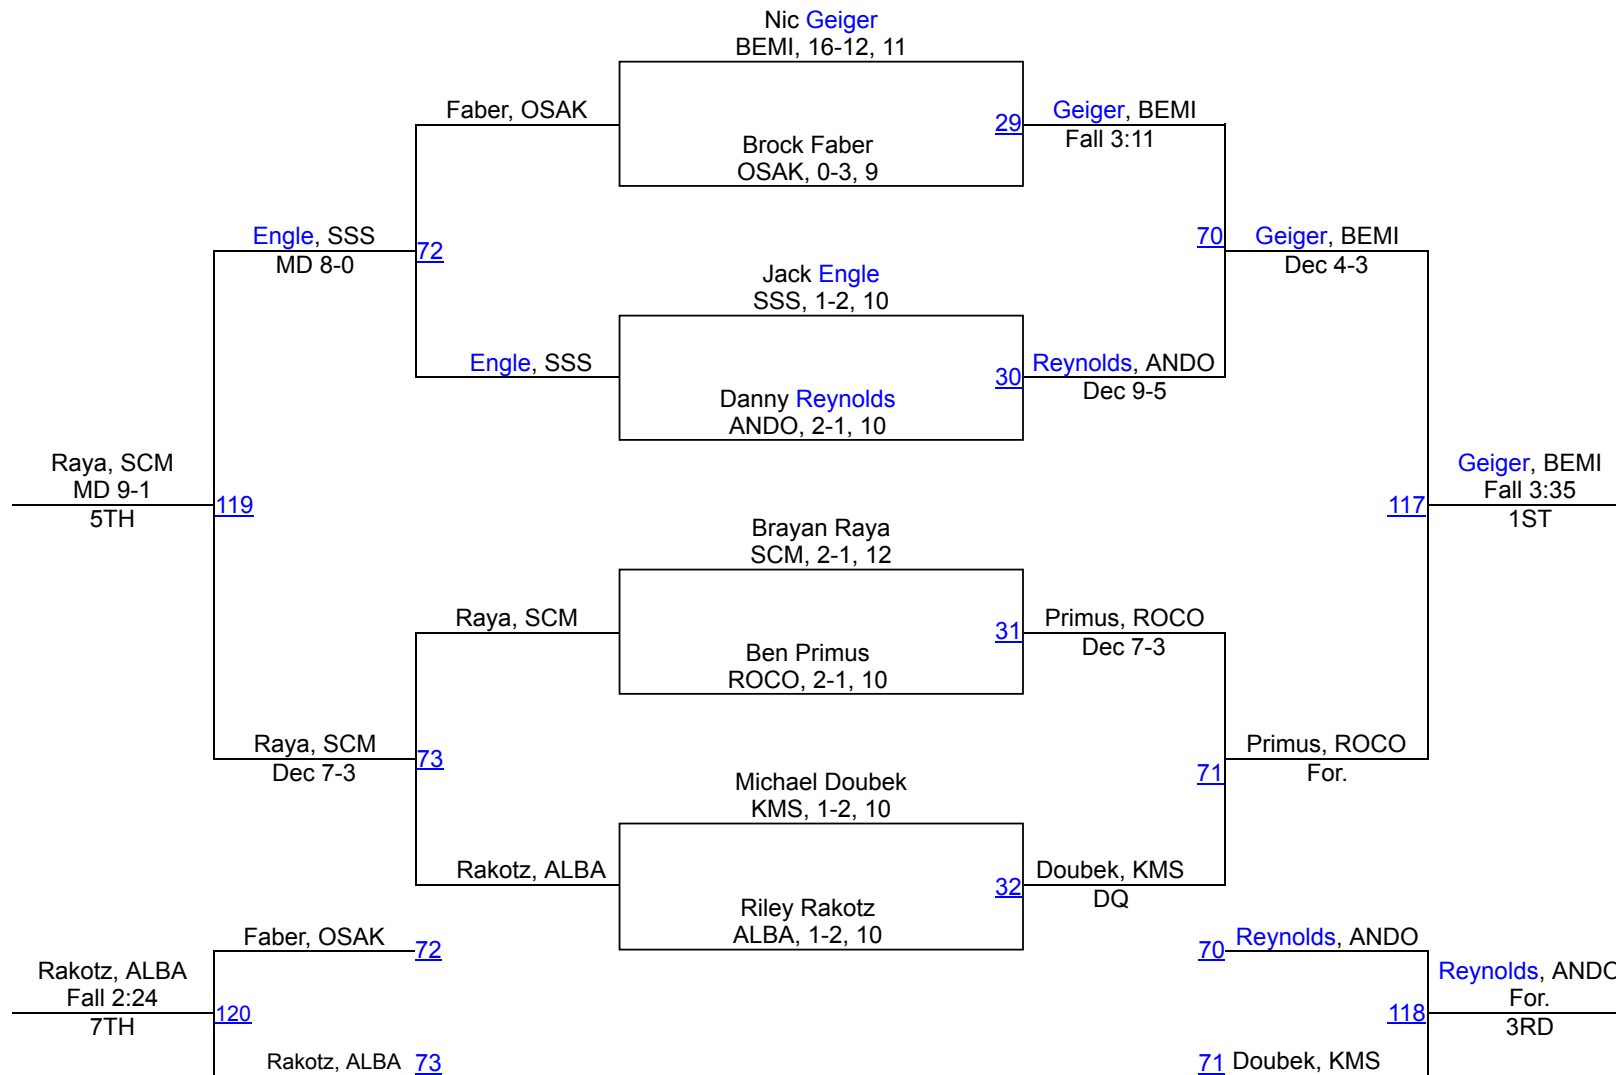 Nic Geiger
BEMI, 16-12, 11
Faber, OSAK
29
Geiger, BEMI
Fall 3:11
Brock Faber
OSAK, 0-3, 9
Engle, SSS
MD 8-0
72
70
Geiger, BEMI
Dec 4-3
Jack Engle
SSS, 1-2, 10
Engle, SSS
30
Reynolds, ANDO
Dec 9-5
Danny Reynolds
ANDO, 2-1, 10
Raya, SCM
MD 9-1
5TH
119
117
Geiger, BEMI
Fall 3:35
1ST
Brayan Raya
SCM, 2-1, 12
Raya, SCM
31
Primus, ROCO
Dec 7-3
Ben Primus
ROCO, 2-1, 10
Raya, SCM
Dec 7-3
73
71
Primus, ROCO
For.
Michael Doubek
KMS, 1-2, 10
Rakotz, ALBA
32
Doubek, KMS
DQ
Riley Rakotz
ALBA, 1-2, 10
Faber, OSAK
72
70
Reynolds, ANDO
Rakotz, ALBA
Fall 2:24
7TH
120
118
Reynolds, ANDO
For.
3RD
Rakotz, ALBA
73
71
Doubek, KMS